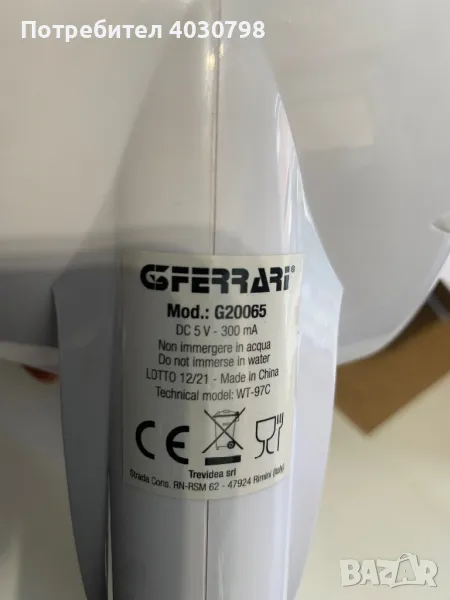 Потребител 4030798
GFERRARI®
Mod.: G20065
DC 5 V - 300 mA
Non immergere in acqua
Do not immerse in water
LOTTO 12/21 - Made in China
Technical model: WT-97C
CE
Trevidea srl
Strada Cons. RN-RSM 62 - 47924 Rimini (Italy)
BAZAR